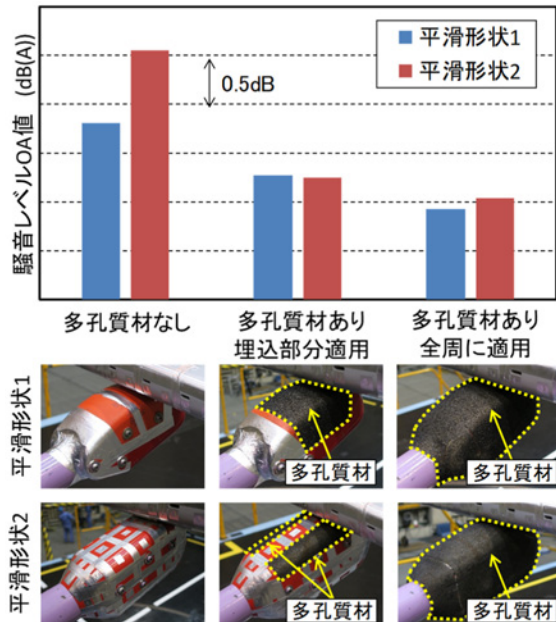 騒音レベルOA値 (dB(A))
平滑形状1
平滑形状2
0.5dB
多孔質材なし
多孔質材あり
埋込部分適用
多孔質材あり
全周に適用
平滑形状1
多孔質材
多孔質材
平滑形状2
多孔質材
多孔質材